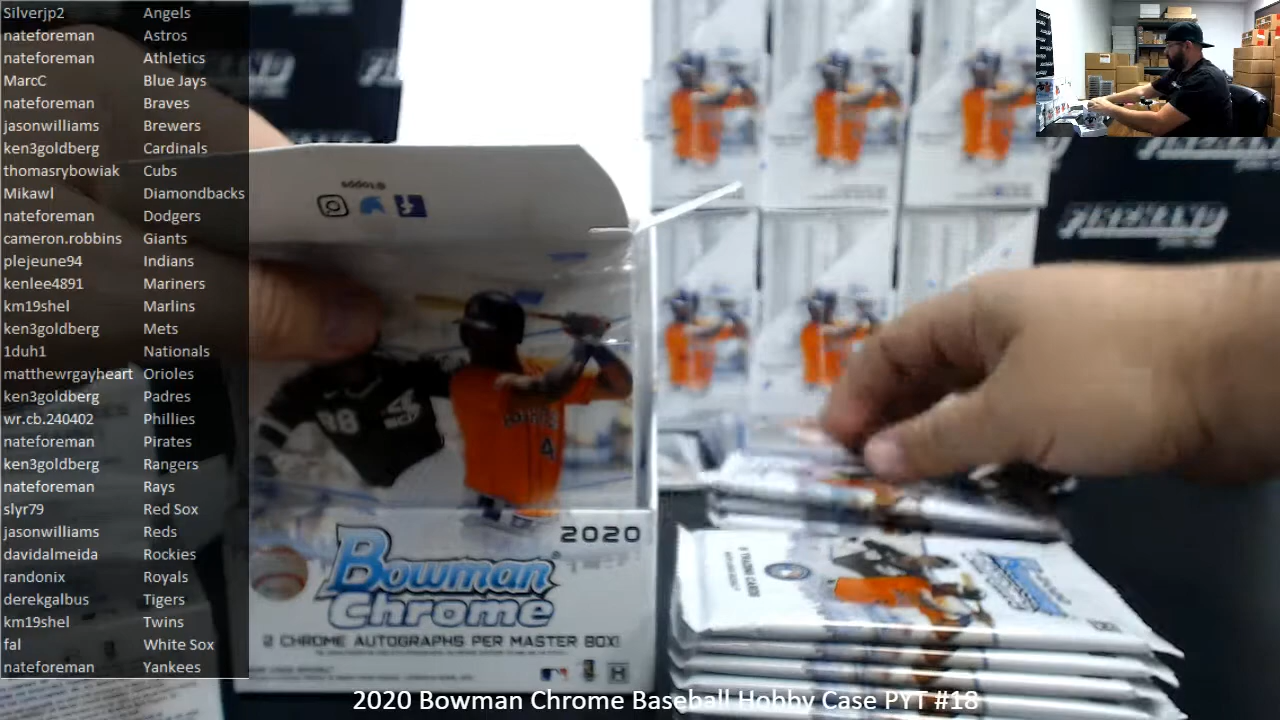 Silverjp2 Angels
nateforeman Astros
nateforeman Athletics
MarcC Blue Jays
nateforeman Braves
jasonwilliams Brewers
ken3goldberg Cardinals
thomasrybowiak Cubs
Mikawl Diamondbacks
nateforeman Dodgers
cameron.robbins Giants
plejeune94 Indians
kenlee4891 Mariners
km19shel Marlins
ken3goldberg Mets
1duh1 Nationals
matthewrgayheart Orioles
ken3goldberg Padres
wr.cb.240402 Phillies
nateforeman Pirates
ken3goldberg Rangers
nateforeman Rays
slyr79 Red Sox
jasonwilliams Reds
davidalmeida Rockies
randonix Royals
derekgalbus Tigers
km19shel Twins
fal White Sox
nateforeman Yankees
@topps
FIREHAND
88
4
2020
Bowman
Chrome
2 CHROME AUTOGRAPHS PER MASTER BOX!
2020 Bowman Chrome Baseball Hobby Case PYT #18